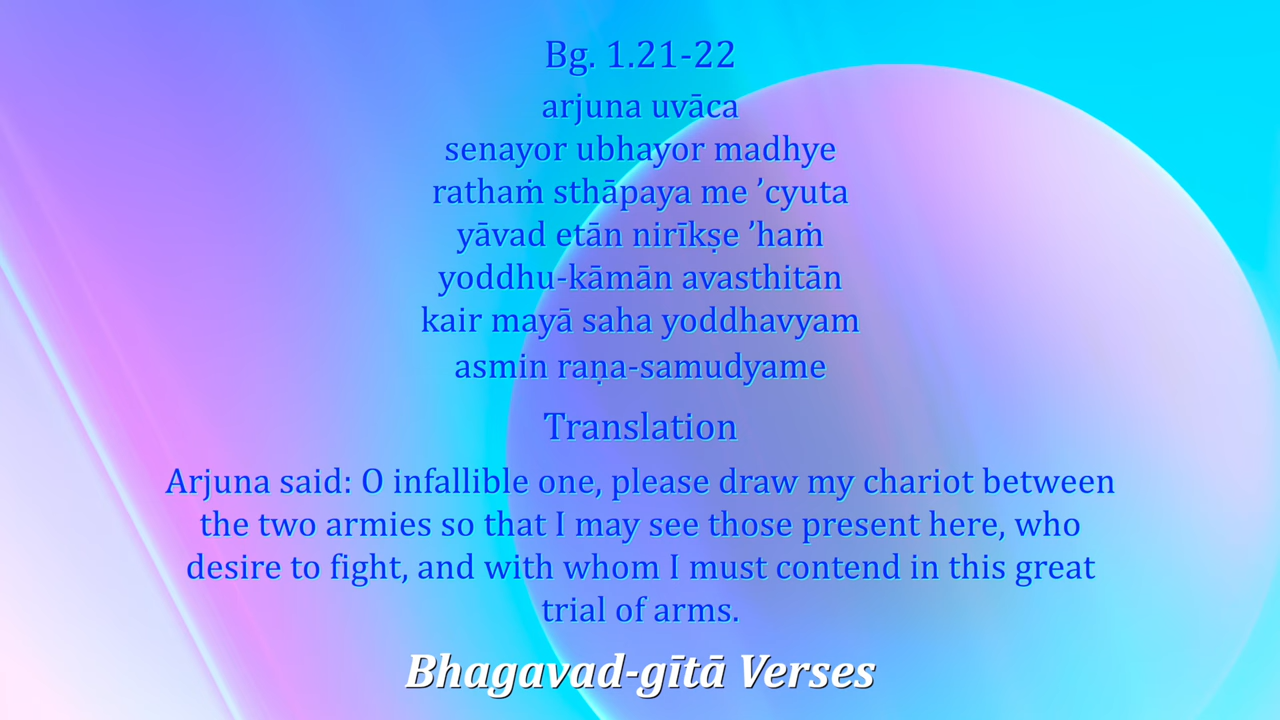 Bg. 1.21-22
arjuna uvāca
senayor ubhayor madhye
rathaṁ sthāpaya me ’cyuta
yāvad etān nirīkṣe ’haṁ
yoddhu-kāmān avasthitān
kair mayā saha yoddhavyam
asmin raṇa-samudyame
Translation
Arjuna said: O infallible one, please draw my chariot between
the two armies so that I may see those present here, who
desire to fight, and with whom I must contend in this great
trial of arms.
Bhagavad-gītā Verses